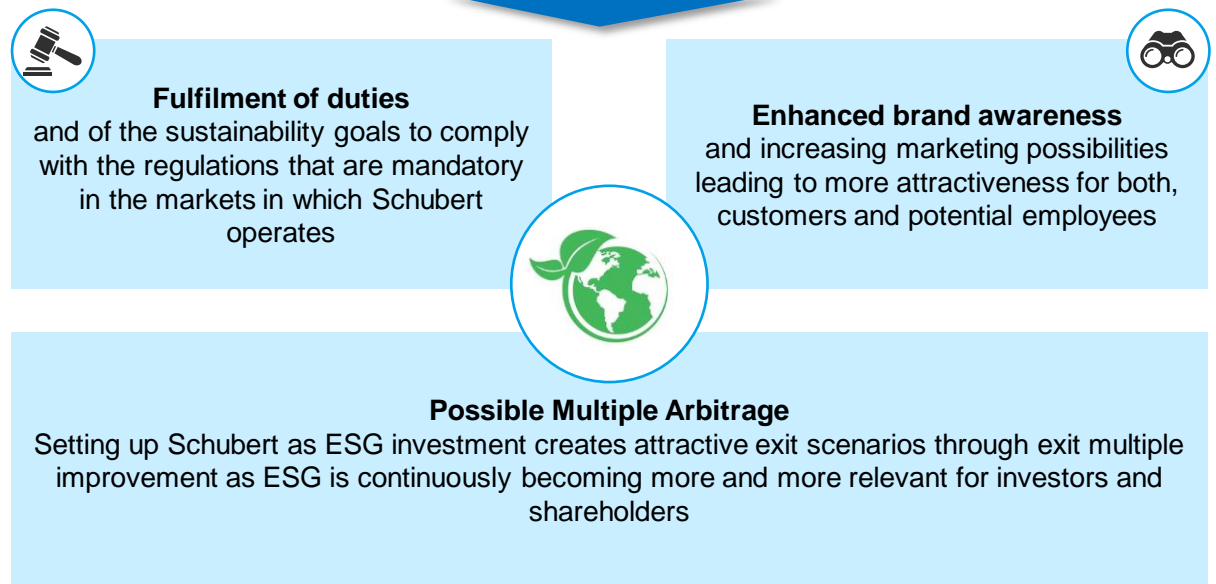 Fulfilment of duties
and of the sustainability goals to comply
with the regulations that are mandatory
in the markets in which Schubert
operates
Enhanced brand awareness
and increasing marketing possibilities
leading to more attractiveness for both,
customers and potential employees
Possible Multiple Arbitrage
Setting up Schubert as ESG investment creates attractive exit scenarios through exit multiple
improvement as ESG is continuously becoming more and more relevant for investors and
shareholders